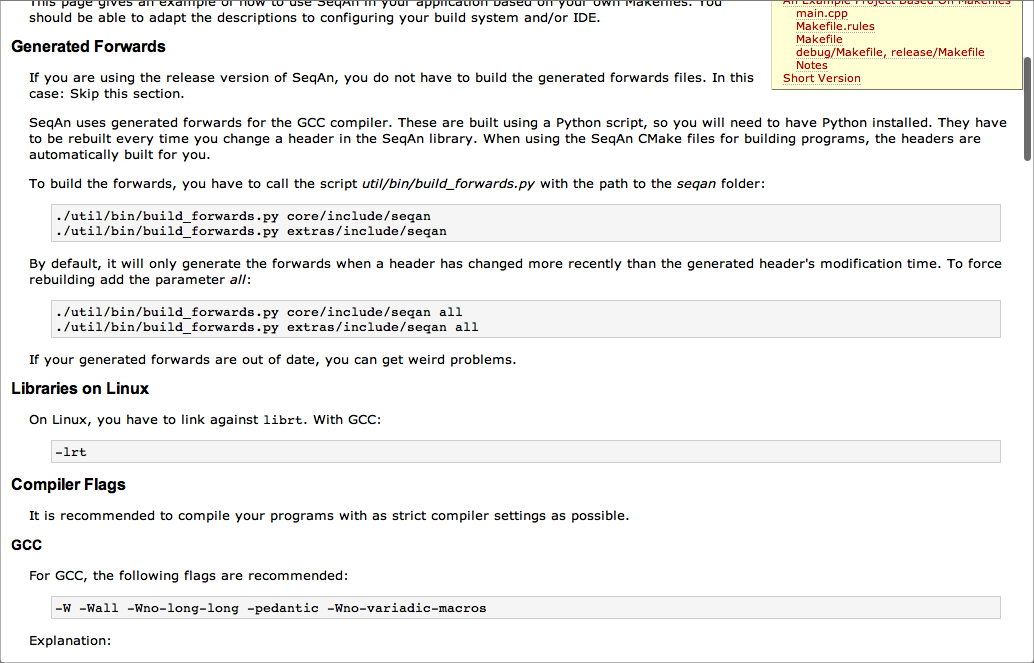 This page gives an example of how to use SeqAn in your application based on your own Makefiles. You
should be able to adapt the descriptions to configuring your build system and/or IDE.
An Example Project Based On Makefiles
main.cpp
Makefile.rules
Makefile
debug/Makefile, release/Makefile
Notes
Short Version
Generated Forwards
If you are using the release version of SeqAn, you do not have to build the generated forwards files. In this
case: Skip this section.
SeqAn uses generated forwards for the GCC compiler. These are built using a Python script, so you will need to have Python installed. They have
to be rebuilt every time you change a header in the SeqAn library. When using the SeqAn CMake files for building programs, the headers are
automatically built for you.
To build the forwards, you have to call the script util/bin/build_forwards.py with the path to the seqan folder:
./util/bin/build_forwards.py core/include/seqan
./util/bin/build_forwards.py extras/include/seqan
By default, it will only generate the forwards when a header has changed more recently than the generated header's modification time. To force
rebuilding add the parameter all:
./util/bin/build_forwards.py core/include/seqan all
./util/bin/build_forwards.py extras/include/seqan all
If your generated forwards are out of date, you can get weird problems.
Libraries on Linux
On Linux, you have to link against librt. With GCC:
-lrt
Compiler Flags
It is recommended to compile your programs with as strict compiler settings as possible.
GCC
For GCC, the following flags are recommended:
-W -Wall -Wno-long-long -pedantic -Wno-variadic-macros
Explanation: